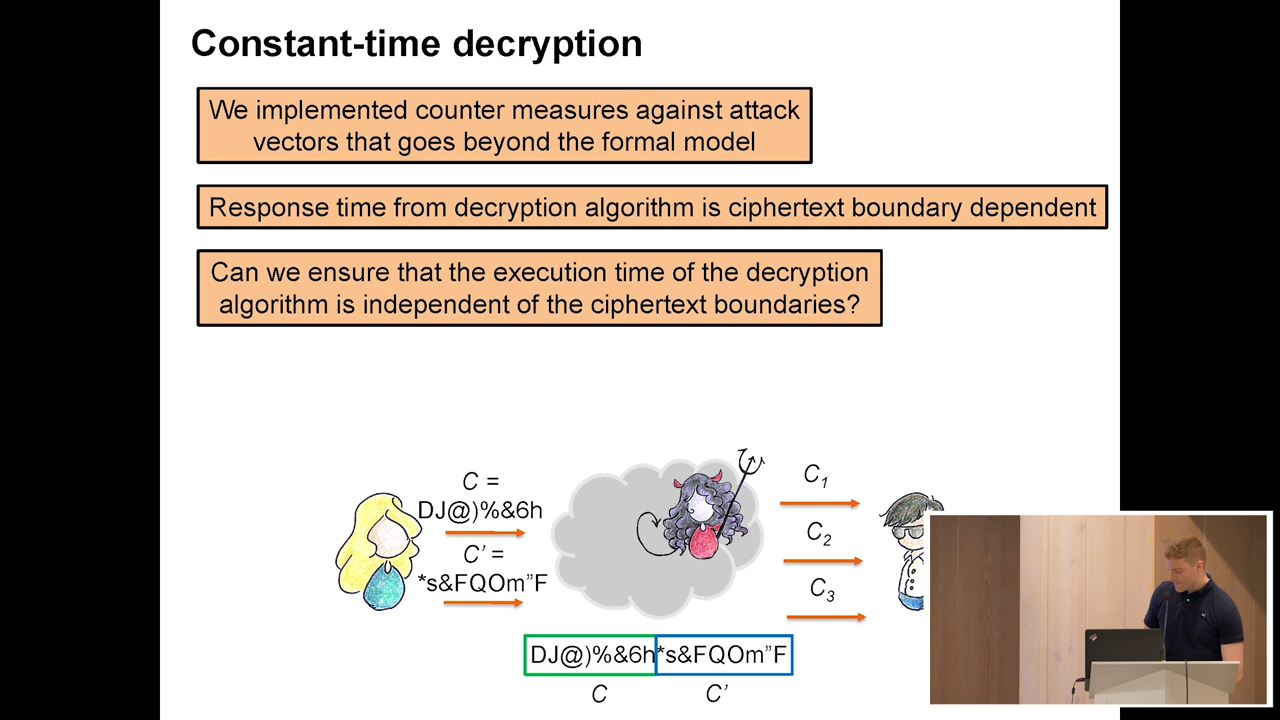 Constant-time decryption
We implemented counter measures against attack
vectors that goes beyond the formal model
Response time from decryption algorithm is ciphertext boundary dependent
Can we ensure that the execution time of the decryption
algorithm is independent of the ciphertext boundaries?
C =
DJ@)%&6h
C' =
*s&FQOm”F
C1
C2
C3
DJ@)%&6h*s&FQOm”F
C C'